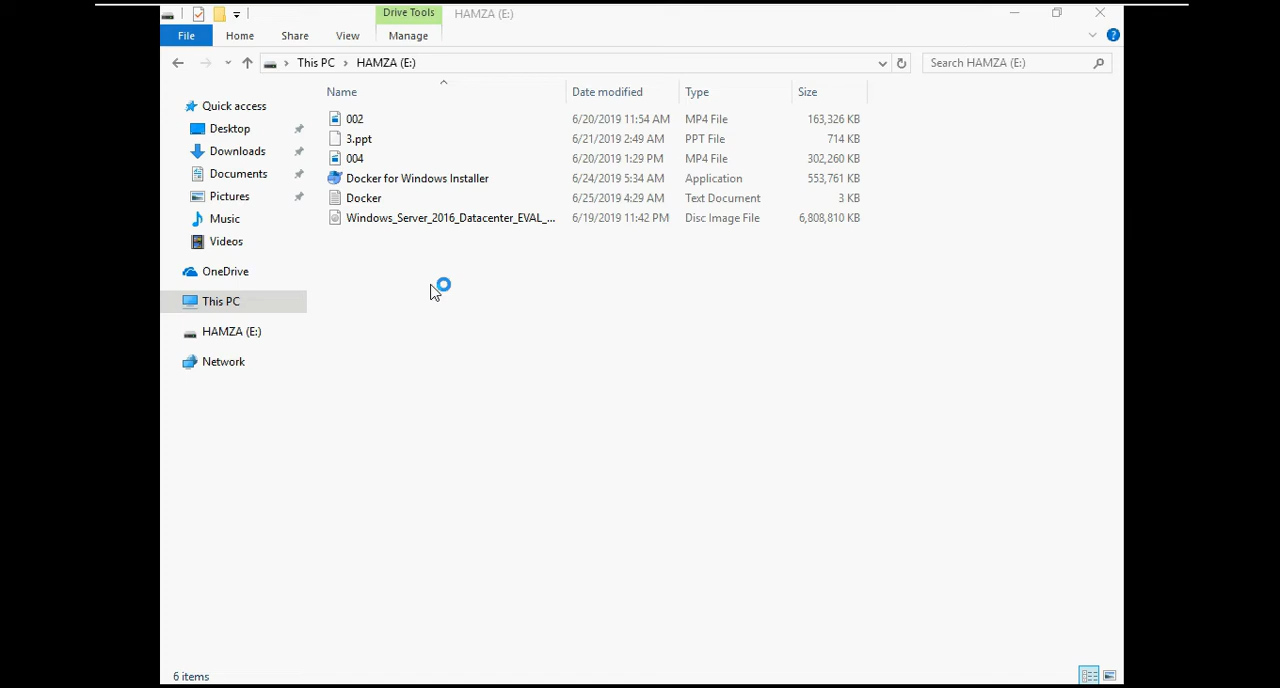 Drive Tools HAMZA (E:)
File Home Share View Manage
This PC HAMZA (E:) Search HAMZA (E:)
Name Date modified Type Size
Quick access
Desktop
Downloads
Documents
Pictures
Music
Videos
OneDrive
This PC
HAMZA (E:)
Network
002 6/20/2019 11:54 AM MP4 File 163,326 KB
3.ppt 6/21/2019 2:49 AM PPT File 714 KB
004 6/20/2019 1:29 PM MP4 File 302,260 KB
Docker for Windows Installer 6/24/2019 5:34 AM Application 553,761 KB
Docker 6/25/2019 4:29 AM Text Document 3 KB
Windows_Server_2016_Datacenter_EVAL_... 6/19/2019 11:42 PM Disc Image File 6,808,810 KB
6 items